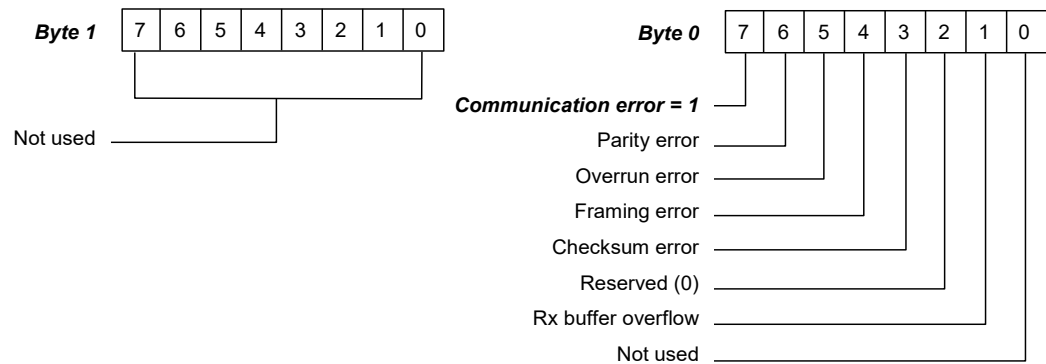 Byte 1 7 6 5 4 3 2 1 0
Not used
Byte 0 7 6 5 4 3 2 1 0
Communication error = 1
Parity error
Overrun error
Framing error
Checksum error
Reserved (0)
Rx buffer overflow
Not used